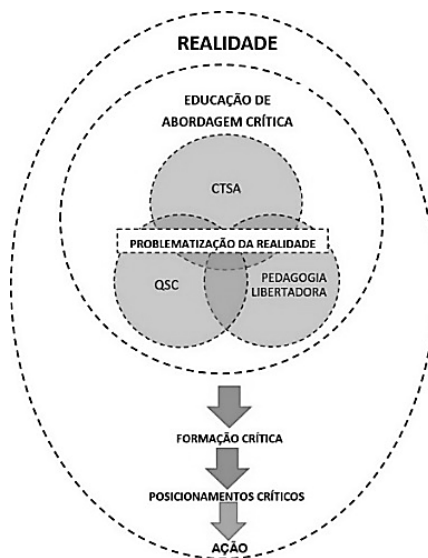 REALIDADE
EDUCAÇÃO DE
ABORDAGEM CRÍTICA
CTSA
PROBLEMATIZAÇÃO DA REALIDADE
QSC
PEDAGOGIA
LIBERTADORA
FORMAÇÃO CRÍTICA
POSICIONAMENTOS CRÍTICOS
AÇÃO